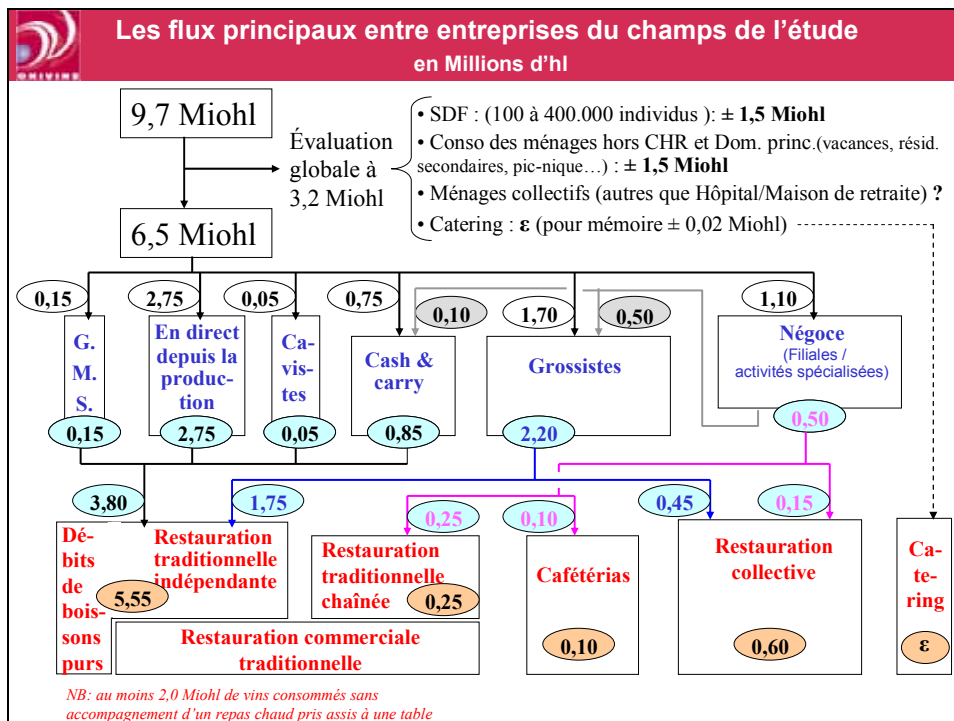 Les flux principaux entre entreprises du champs de l'étude
en Millions d'hl
ONIVINS
9,7 Miohl
Évaluation
globale à
3,2 Miohl
• SDF : (100 à 400.000 individus ): ± 1,5 Miohl
• Conso des ménages hors CHR et Dom. princ.(vacances, résid.
secondaires, pic-nique…) : ± 1,5 Miohl
• Ménages collectifs (autres que Hôpital/Maison de retraite) ?
• Catering : ε (pour mémoire ± 0,02 Miohl)
6,5 Miohl
0,15
2,75
0,05
0,75
0,10
1,70
0,50
1,10
G.
M.
S.
En direct
depuis la
produc-
tion
Ca-
vis-
tes
Cash &
carry
Grossistes
Négoce
(Filiales /
activités spécialisées)
0,15
2,75
0,05
0,85
2,20
0,50
3,80
1,75
0,25
0,10
0,45
0,15
Dé-
bits
de
bois-
sons
purs
Restauration
traditionnelle
indépendante
5,55
Restauration
traditionnelle
chaînée
0,25
Cafétérias
0,10
Restauration
collective
0,60
Ca-
te-
ring
ε
Restauration commerciale
traditionnelle
NB: au moins 2,0 Miohl de vins consommés sans
accompagnement d'un repas chaud pris assis à une table